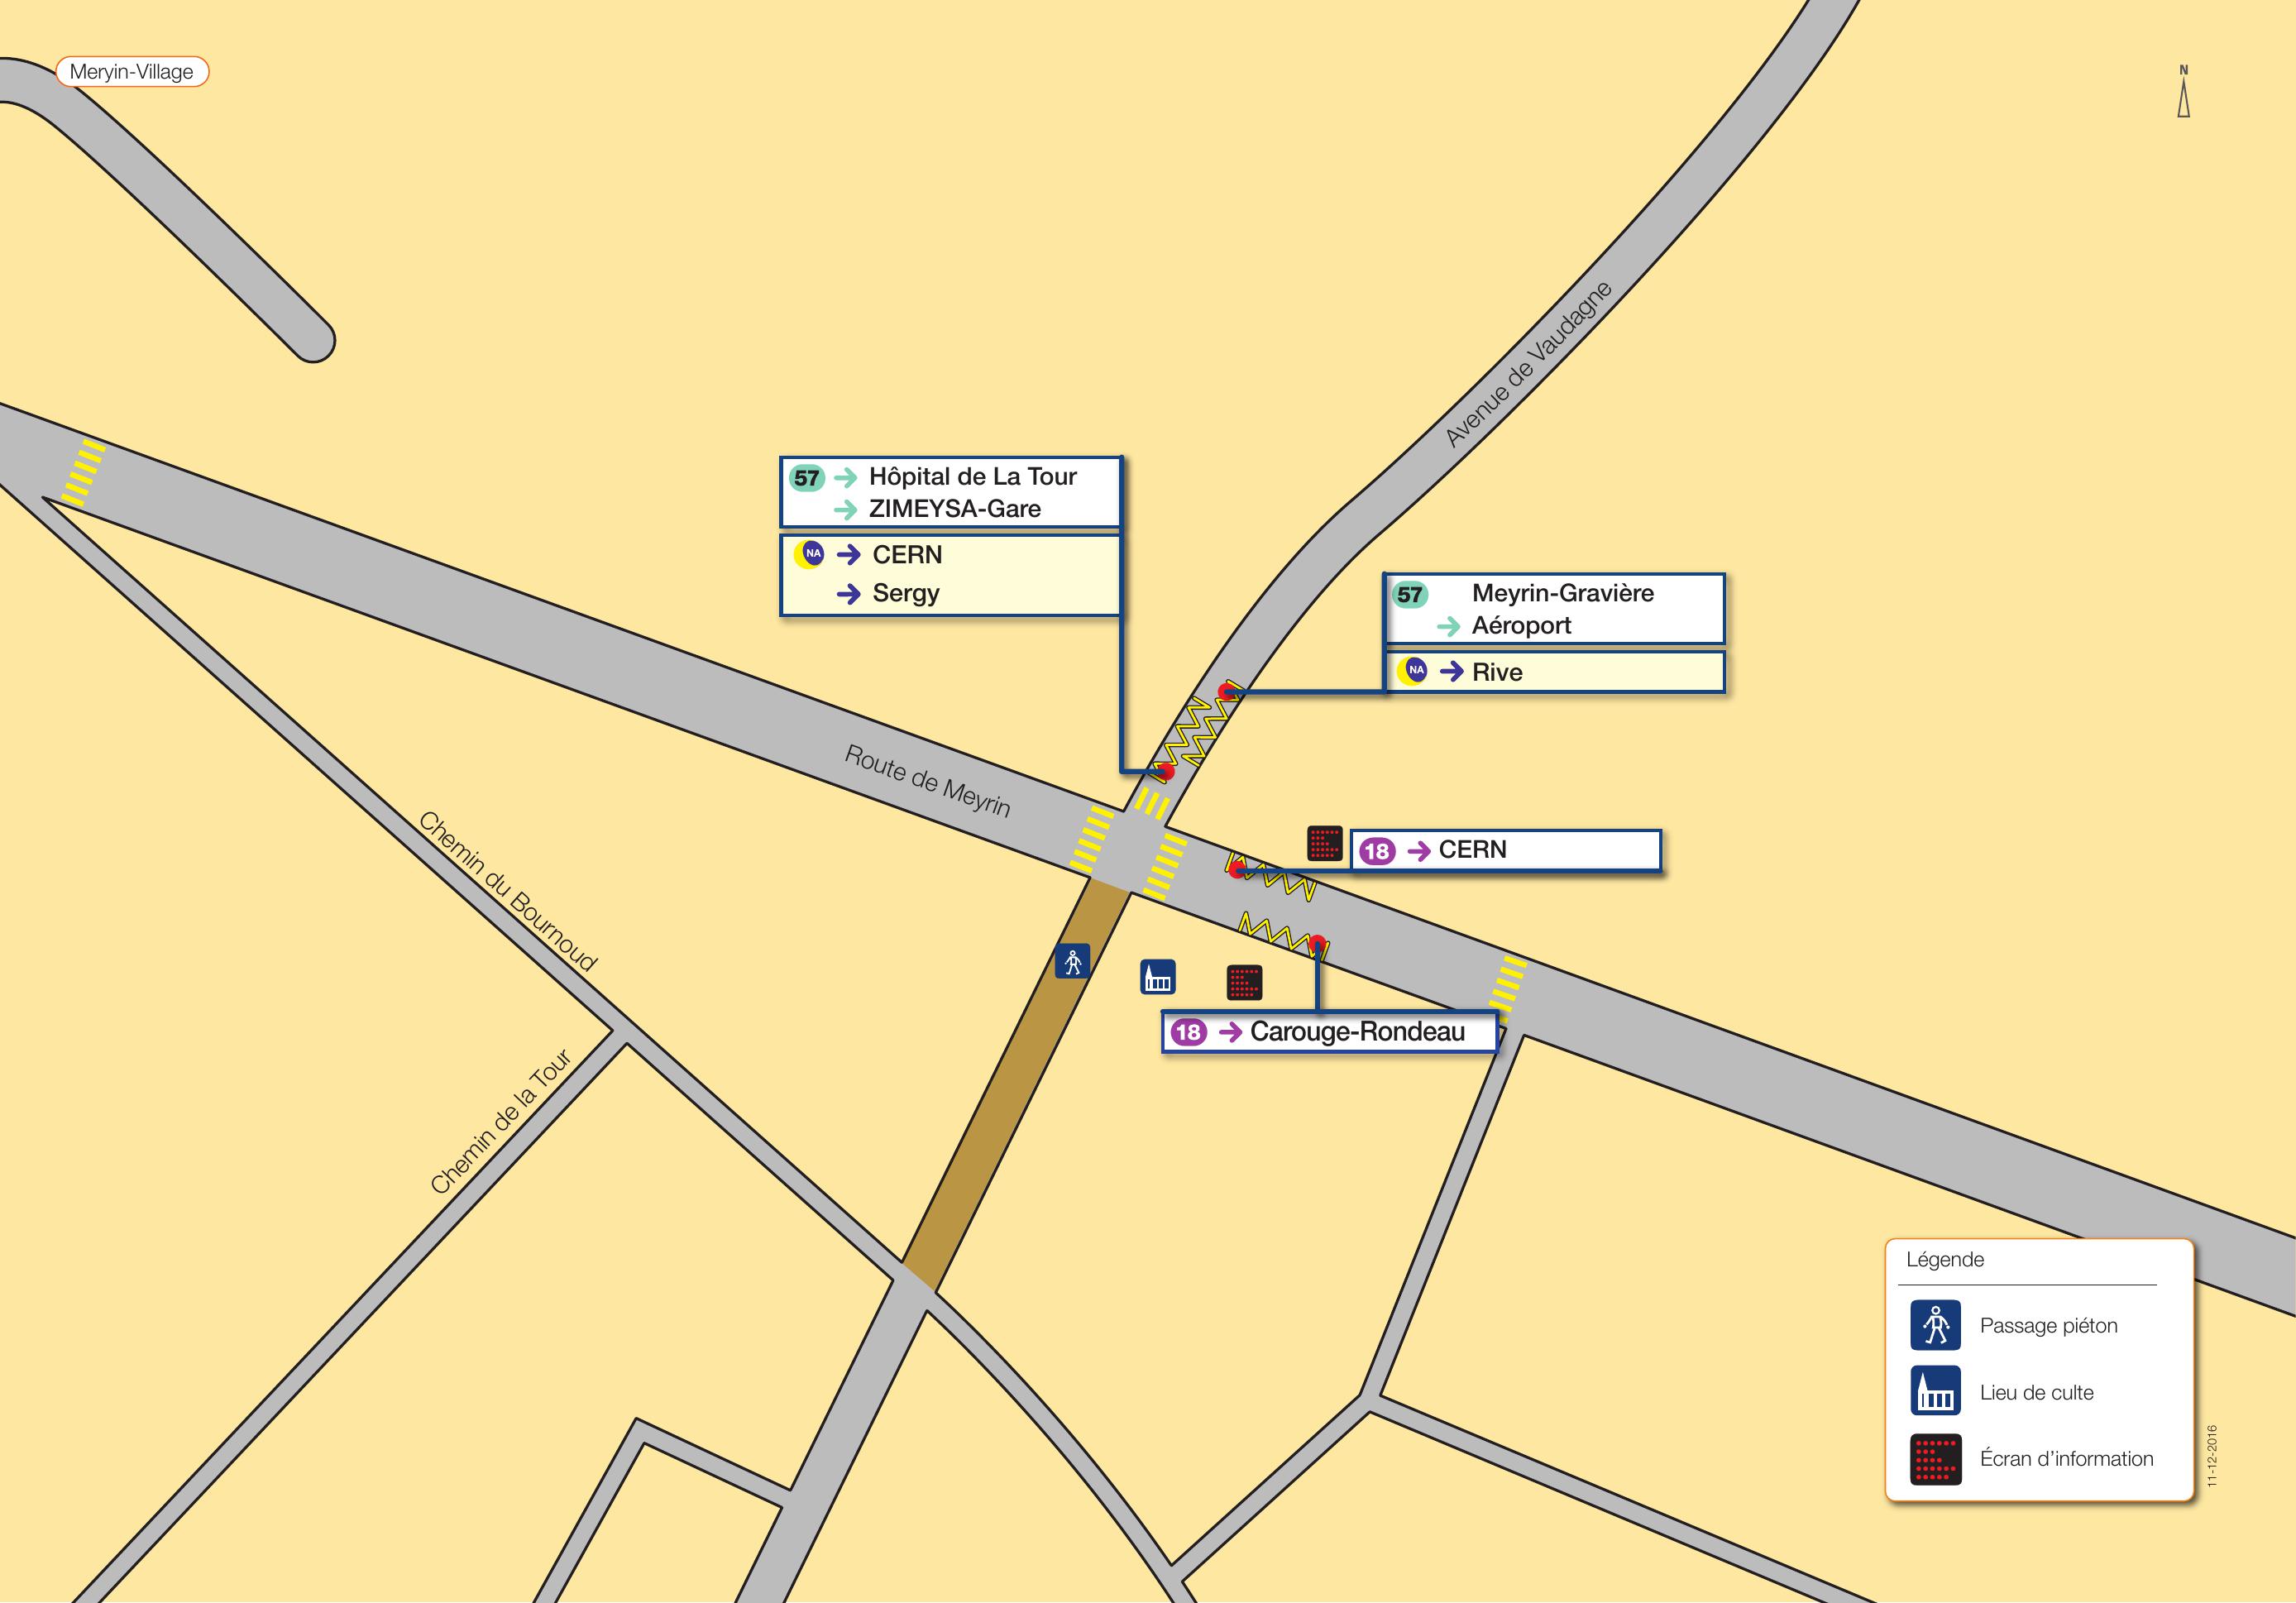 Meryin-Village
N
Avenue de Vaudagne
57 Hôpital de La Tour
ZIMEYSA-Gare
NA CERN
Sergy
57 Meyrin-Gravière
Aéroport
NA Rive
Route de Meyrin
18 CERN
Chemin du Bournoud
18 Carouge-Rondeau
Chemin de la Tour
Légende
Passage piéton
Lieu de culte
Écran d'information
11-12-2016